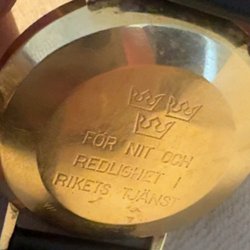 FÖR NIT OCH
REDLIGHET I
RIKETS TJÄNST